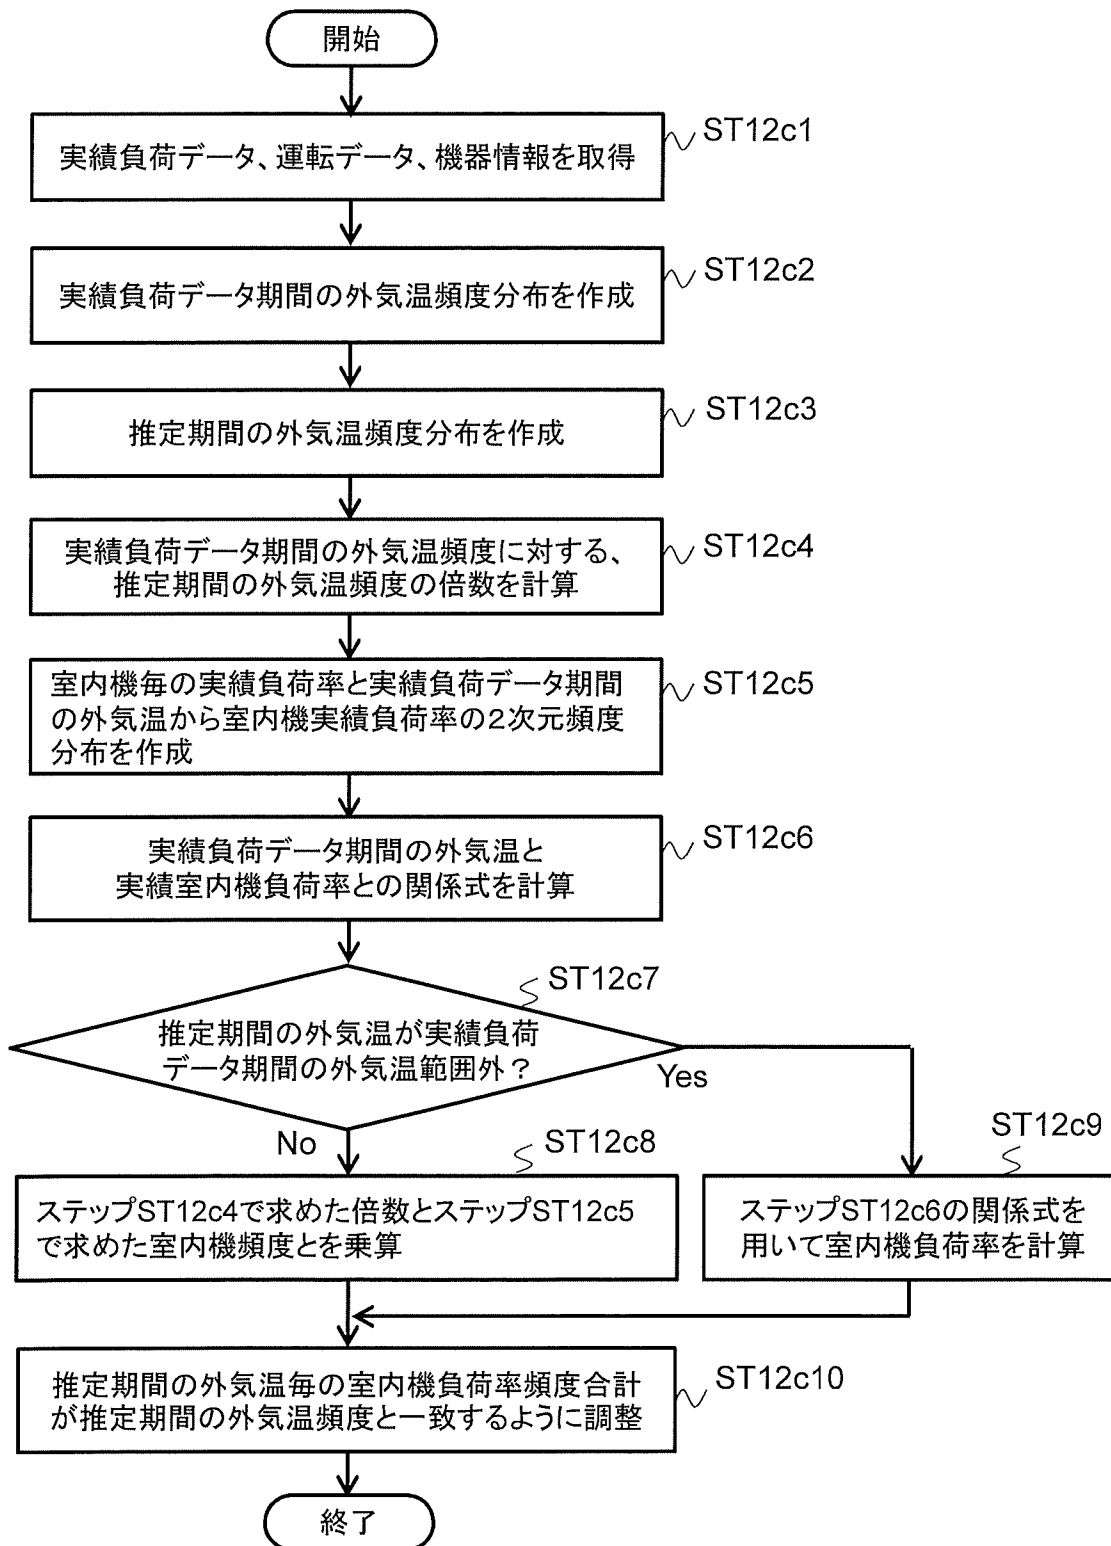 開始
実績負荷データ、運転データ、機器情報を取得
ST12c1
実績負荷データ期間の外気温頻度分布を作成
ST12c2
推定期間の外気温頻度分布を作成
ST12c3
実績負荷データ期間の外気温頻度に対する、
推定期間の外気温頻度の倍数を計算
ST12c4
室内機毎の実績負荷率と実績負荷データ期間
の外気温から室内機実績負荷率の2次元頻度
分布を作成
ST12c5
実績負荷データ期間の外気温と
実績室内機負荷率との関係式を計算
ST12c6
推定期間の外気温が実績負荷
データ期間の外気温範囲外？
ST12c7
Yes
No
ステップST12c4で求めた倍数とステップST12c5
で求めた室内機頻度とを乗算
ST12c8
ステップST12c6の関係式を
用いて室内機負荷率を計算
ST12c9
推定期間の外気温毎の室内機負荷率頻度合計
が推定期間の外気温頻度と一致するように調整
ST12c10
終了